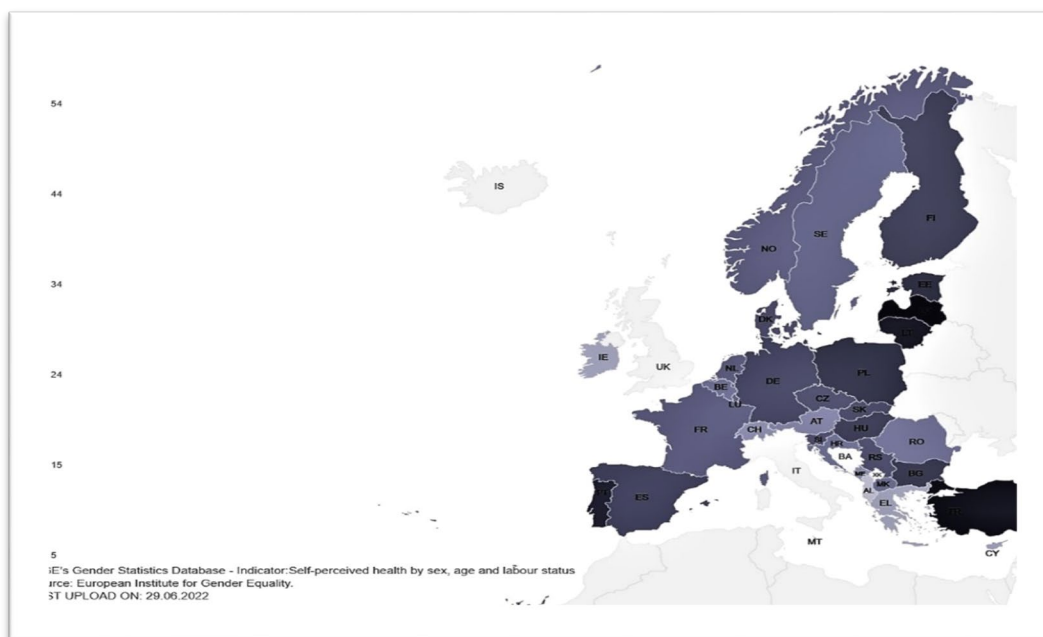 54
44
34
24
15
5
IS
NO
SE
FI
EE
LT
DK
IE
UK
NL
BE
LU
DE
PL
CZ
SK
FR
CH
AT
HU
RO
SI
HR
BA
RS
IT
ME
XK
MK
BG
AL
EL
ES
MT
CY
GE's Gender Statistics Database - Indicator:Self-perceived health by sex, age and labour status
urce: European Institute for Gender Equality.
ST UPLOAD ON: 29.06.2022